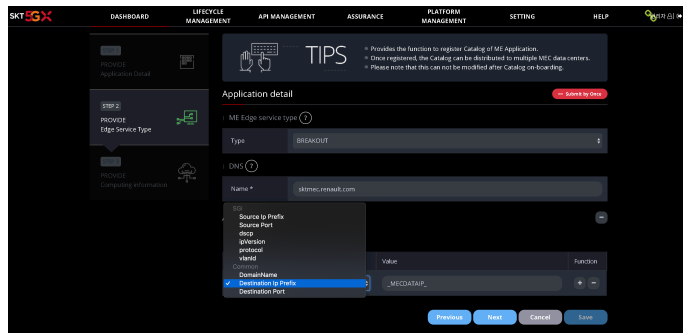 SKT 5GX
DASHBOARD
LIFECYCLE
MANAGEMENT
API MANAGEMENT
ASSURANCE
PLATFORM
MANAGEMENT
SETTING
HELP
STEP 1
PROVIDE
Application Detail
STEP 2
PROVIDE
Edge Service Type
STEP 3
PROVIDE
Computing information
TIPS
Provides the function to register Catalog of ME Application.
Once registered, the Catalog can be distributed to multiple MEC data centers.
Please note that this can not be modified after Catalog on-boarding.
Application detail
Submit by Once
ME Edge service type ?
Type
BREAKOUT
DNS ?
Name *
sktmec.renault.com
SGi
Source Ip Prefix
Source Port
dscp
ipVersion
protocol
vlanId
Common
DomainName
✓ Destination Ip Prefix
Destination Port
Value
Function
_MECDATAIP_
+ −
Previous
Next
Cancel
Save